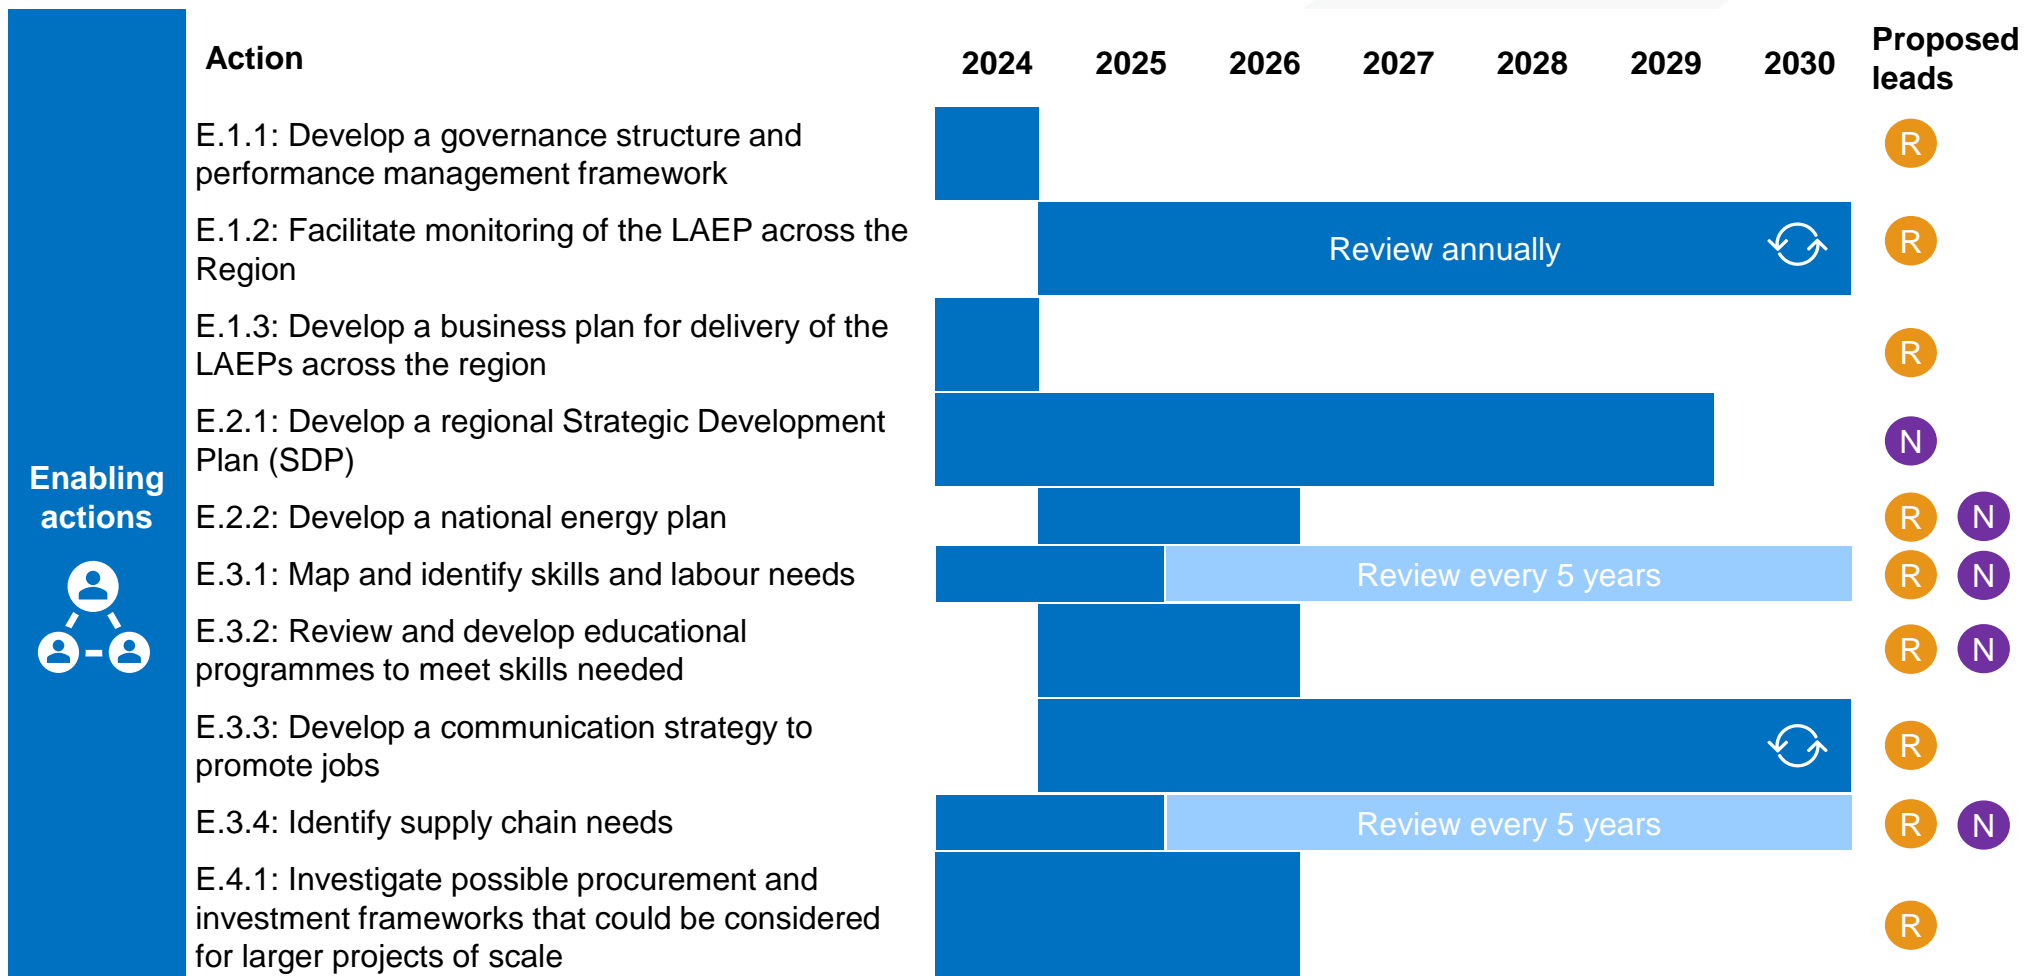 Action
2024 2025 2026 2027 2028 2029 2030
Proposed
leads
Enabling
actions
E.1.1: Develop a governance structure and
performance management framework
R
E.1.2: Facilitate monitoring of the LAEP across the
Region
Review annually
R
E.1.3: Develop a business plan for delivery of the
LAEPs across the region
R
E.2.1: Develop a regional Strategic Development
Plan (SDP)
N
E.2.2: Develop a national energy plan
R N
E.3.1: Map and identify skills and labour needs
Review every 5 years
R N
E.3.2: Review and develop educational
programmes to meet skills needed
R N
E.3.3: Develop a communication strategy to
promote jobs
R
E.3.4: Identify supply chain needs
Review every 5 years
R N
E.4.1: Investigate possible procurement and
investment frameworks that could be considered
for larger projects of scale
R